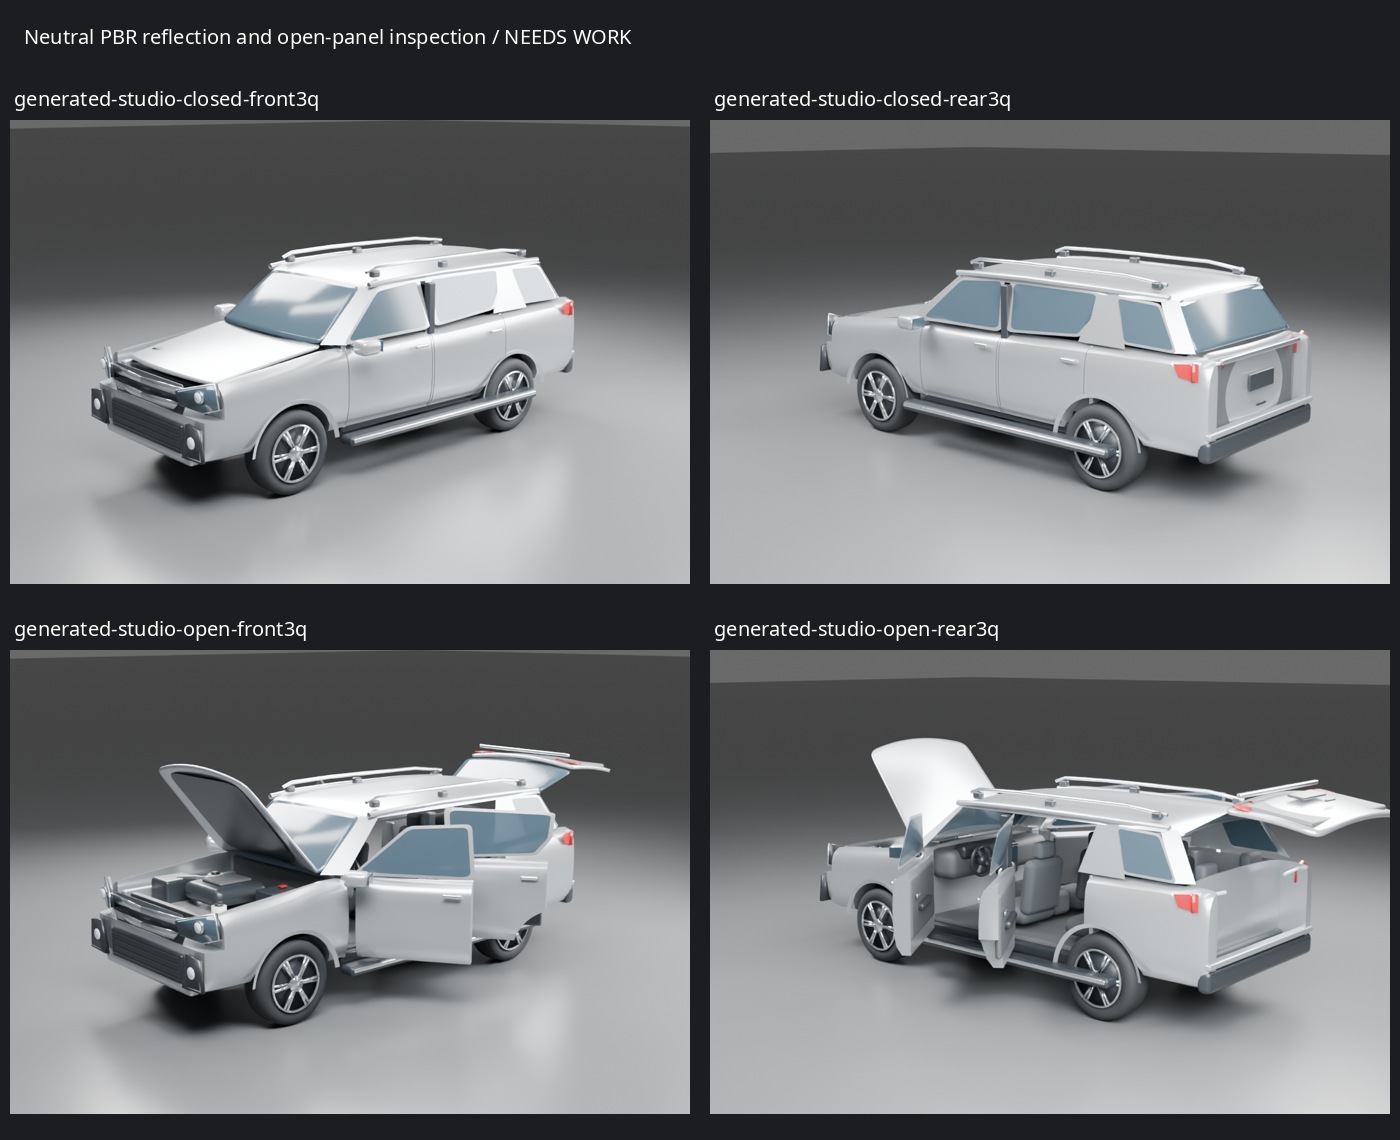 Neutral PBR reflection and open-panel inspection / NEEDS WORK
generated-studio-closed-front3q
generated-studio-closed-rear3q
generated-studio-open-front3q
generated-studio-open-rear3q